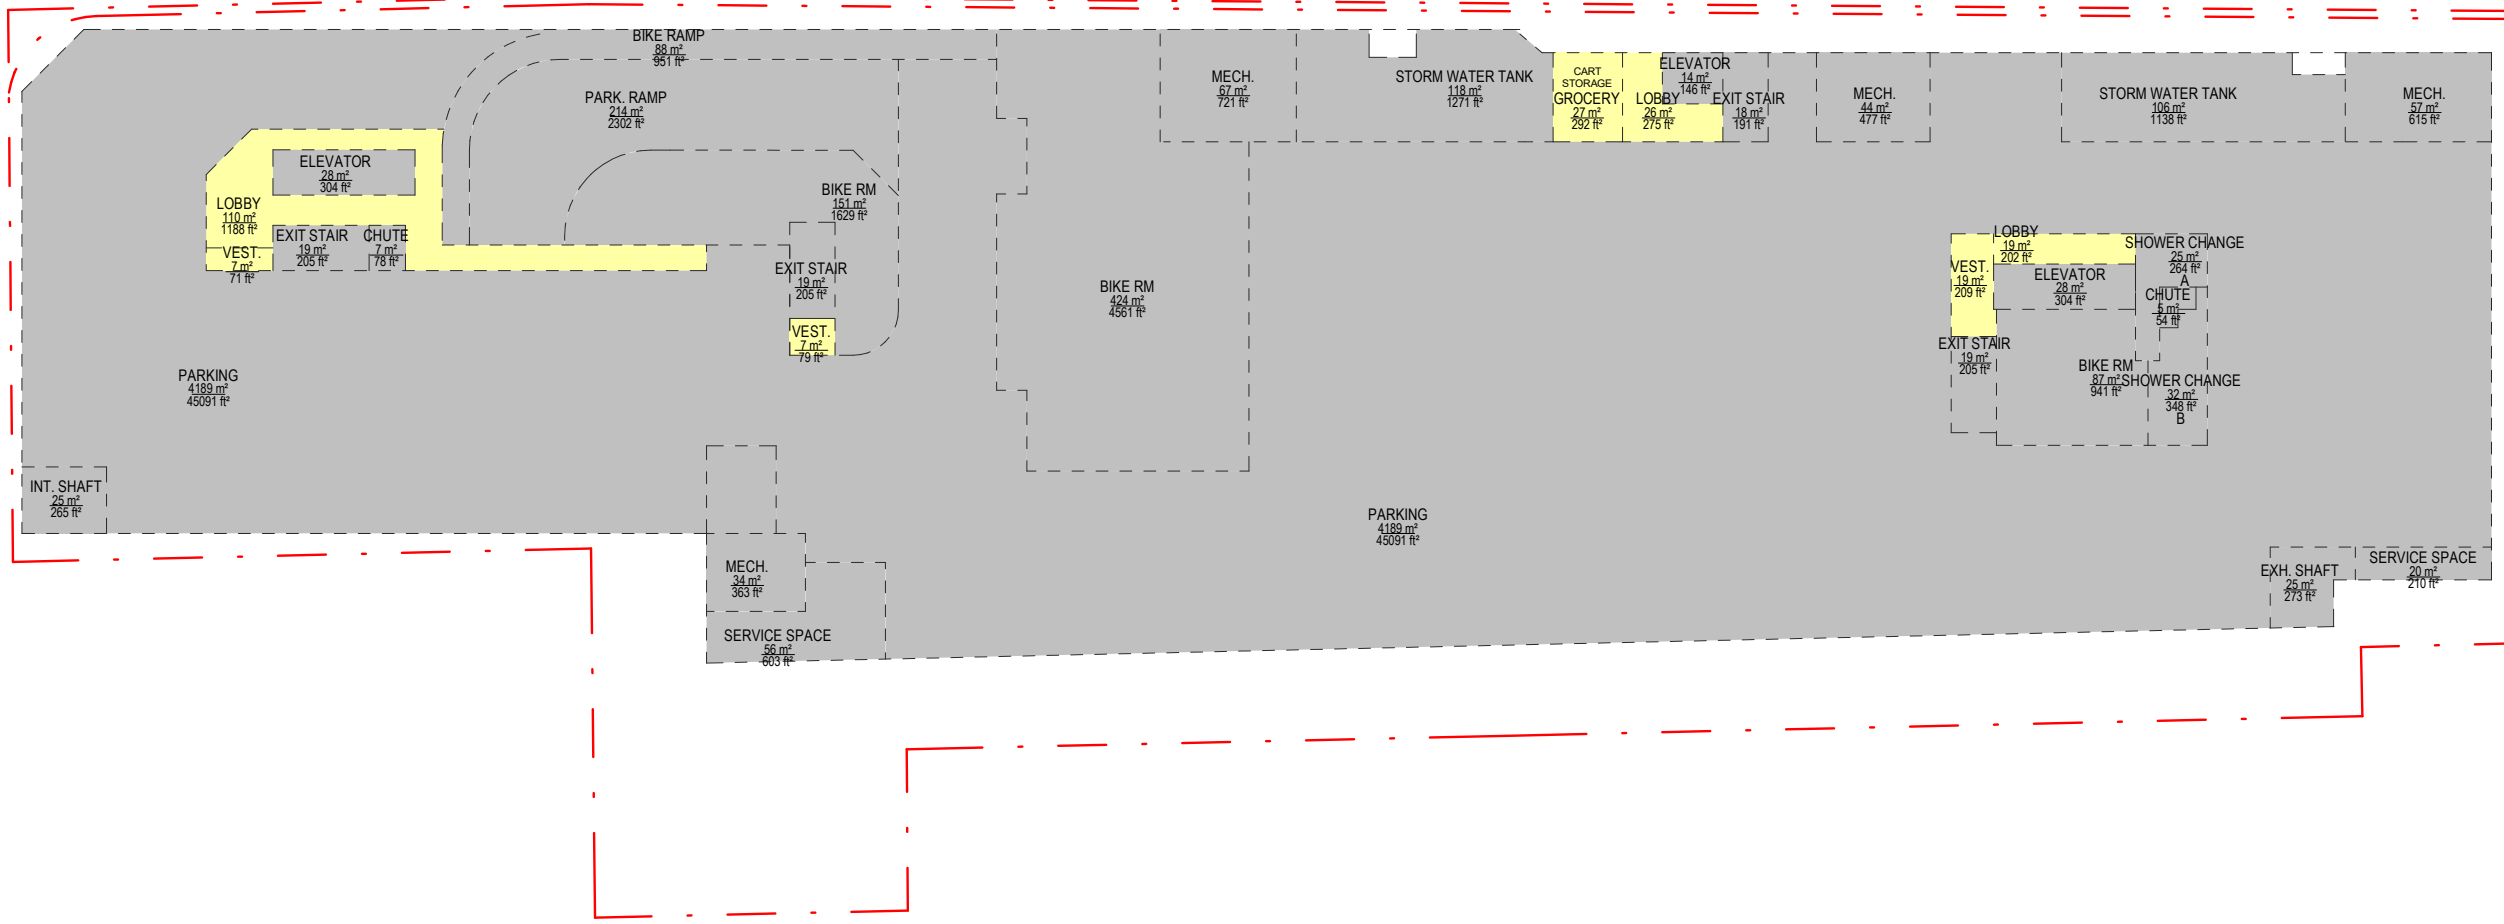 BIKE RAMP
88 m²
951 ft²
PARK. RAMP
214 m²
2302 ft²
MECH.
67 m²
721 ft²
STORM WATER TANK
118 m²
1271 ft²
CART
STORAGE
GROCERY
27 m²
292 ft²
LOBBY
26 m²
275 ft²
ELEVATOR
14 m²
146 ft²
EXIT STAIR
18 m²
191 ft²
MECH.
44 m²
477 ft²
STORM WATER TANK
106 m²
1138 ft²
MECH.
57 m²
615 ft²
ELEVATOR
28 m²
304 ft²
LOBBY
110 m²
1188 ft²
VEST.
7 m²
71 ft²
EXIT STAIR
19 m²
205 ft²
CHUTE
7 m²
78 ft²
BIKE RM
151 m²
1629 ft²
EXIT STAIR
19 m²
205 ft²
VEST.
7 m²
79 ft²
BIKE RM
424 m²
4561 ft²
LOBBY
19 m²
202 ft²
VEST.
19 m²
209 ft²
ELEVATOR
28 m²
304 ft²
SHOWER CHANGE
25 m²
264 ft²
A
CHUTE
5 m²
54 ft²
EXIT STAIR
19 m²
205 ft²
BIKE RM
87 m²
941 ft²
SHOWER CHANGE
32 m²
348 ft²
B
PARKING
4189 m²
45091 ft²
INT. SHAFT
25 m²
265 ft²
PARKING
4189 m²
45091 ft²
MECH.
34 m²
363 ft²
SERVICE SPACE
56 m²
603 ft²
EXH. SHAFT
25 m²
273 ft²
SERVICE SPACE
20 m²
210 ft²